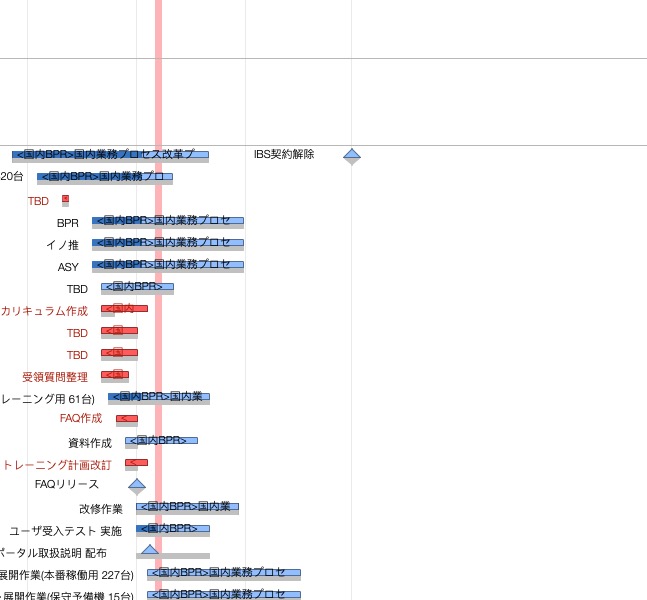 <国内BPR>国内業務プロセス改革プ
IBS契約解除
20台 <国内BPR>国内業務プロ
TBD
BPR <国内BPR>国内業務プロセ
イノ推 <国内BPR>国内業務プロセ
ASY <国内BPR>国内業務プロセ
TBD <国内BPR>
カリキュラム作成 <国内
TBD <国
TBD <国
受領質問整理 <国
レーニング用 61台) <国内BPR>国内業
FAQ作成 <
資料作成 <国内BPR>
トレーニング計画改訂 <
FAQリリース
改修作業 <国内BPR>国内業
ユーザ受入テスト 実施 <国内BPR>
ポータル取扱説明 配布
展開作業(本番稼働用 227台) <国内BPR>国内業務プロセ
展開作業(保守予備機 15台) <国内BPR>国内業務プロセ